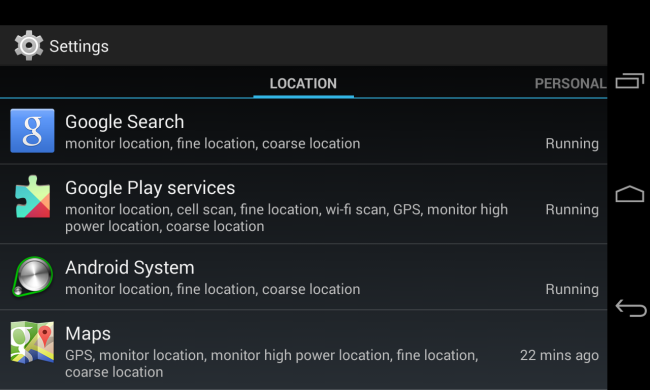 Settings
LOCATION PERSONAL
Google Search
monitor location, fine location, coarse location Running
Google Play services
monitor location, cell scan, fine location, wi-fi scan, GPS, monitor high Running
power location, coarse location
Android System
monitor location, fine location, coarse location Running
Maps
GPS, monitor location, monitor high power location, fine location, 22 mins ago
coarse location